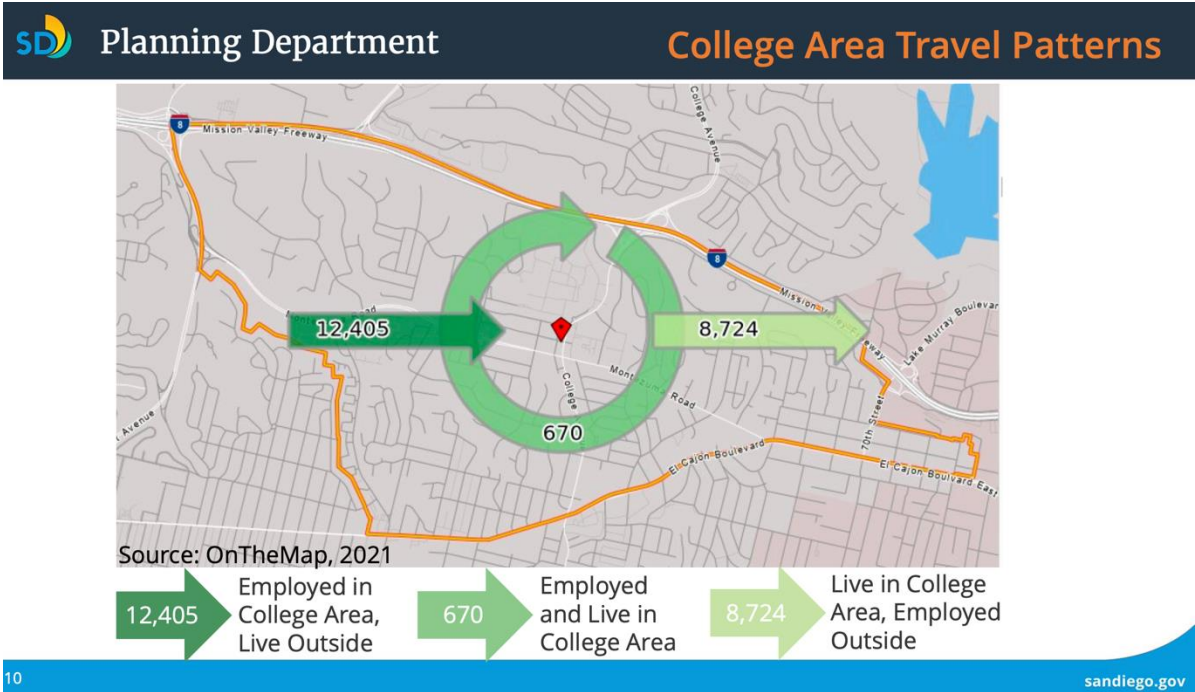 SD Planning Department
College Area Travel Patterns
8
Mission Valley Freeway
College Avenue
8
Mission Valley Freeway
Lake Murray Boulevar
Road
12,405
8,724
Montezuma Road
College
670
Avenue
70th Street
El Cajon Boulevard
El Cajon Boulvard East
Source: OnTheMap, 2021
12,405
Employed in
College Area,
Live Outside
670
Employed
and Live in
College Area
8,724
Live in College
Area, Employed
Outside
10
sandiego.gov